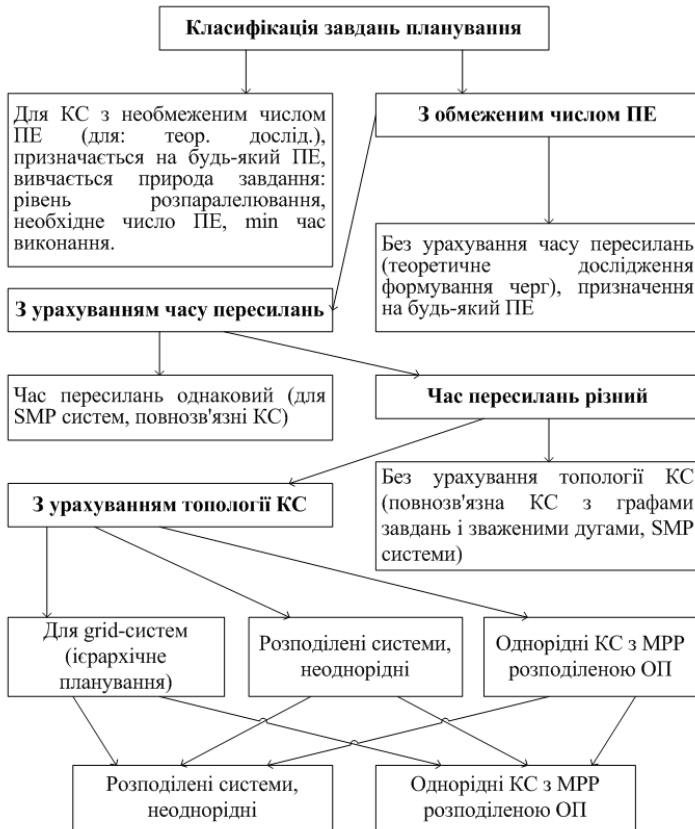 Класифікація завдань планування
Для КС з необмеженим числом
ПЕ (для: теор. дослід.),
призначається на будь-який ПЕ,
вивчається природа завдання:
рівень розпаралелювання,
необхідне число ПЕ, min час
виконання.
З обмеженим числом ПЕ
Без урахування часу пересилань
(теоретичне дослідження
формування черг), призначення
на будь-який ПЕ
З урахуванням часу пересилань
Час пересилань однаковий (для
SMP систем, повнозв'язні КС)
Час пересилань різний
Без урахування топології КС
(повнозв'язна КС з графами
завдань і зваженими дугами, SMP
системи)
З урахуванням топології КС
Для grid-систем
(ієрархічне
планування)
Розподілені системи,
неоднорідні
Однорідні КС з МРР
розподіленою ОП
Розподілені системи,
неоднорідні
Однорідні КС з МРР
розподіленою ОП